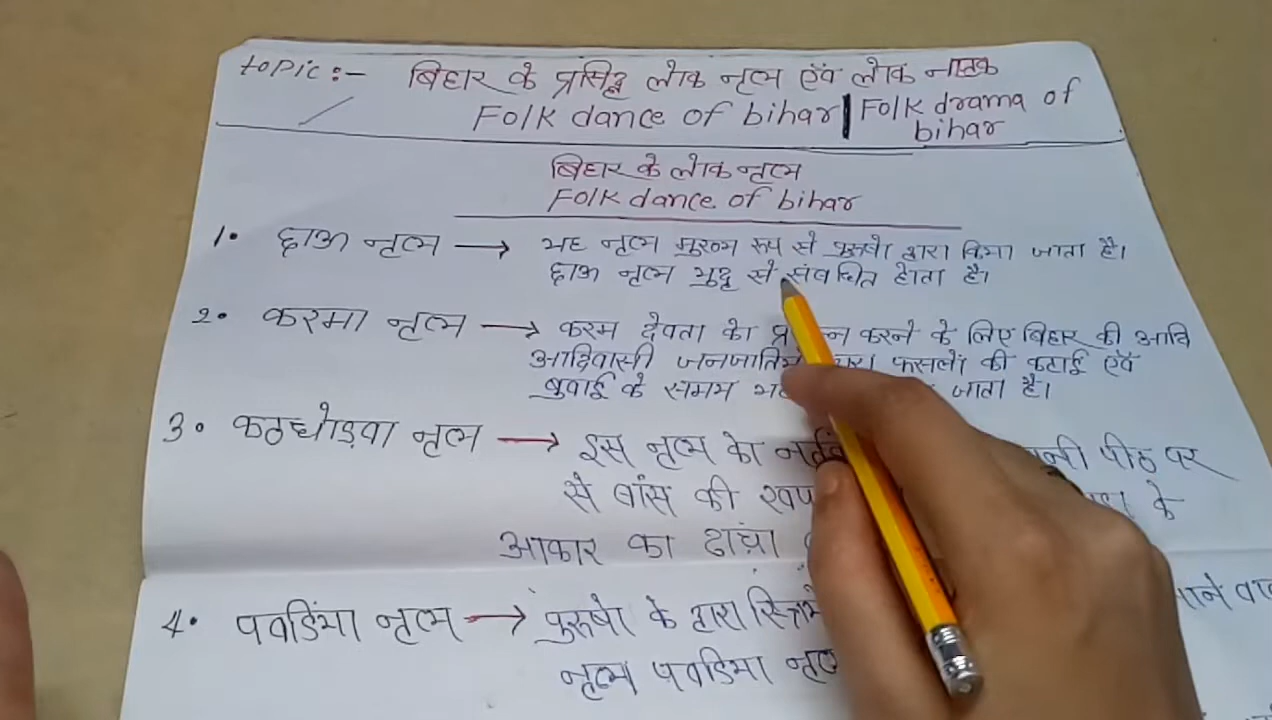 topic:- बिहार के प्रसिद्ध लोक नृत्य एवं लोक नाटक
Folk dance of bihar | Folk drama of bihar
बिहार के लोक नृत्य
Folk dance of bihar
1. छाऊ नृत्य → यह नृत्य मुख्य रूप से पुरुषो द्वारा किया जाता है।
छाऊ नृत्य युद्ध से संबंधित होता है।
2. करमा नृत्य → करम देवता को करने के लिए बिहार की आदि
आदिवासी फसलों की कटाई एवं
बुवाई के समय जाता है।
3. कठघोड़वा नृत्य → इस नृत्य को पीठ पर
से बांस की के
आकार का ढांचा
4. पवडिंया नृत्य → पुरुषो के द्वारा
नृत्य पवडिया